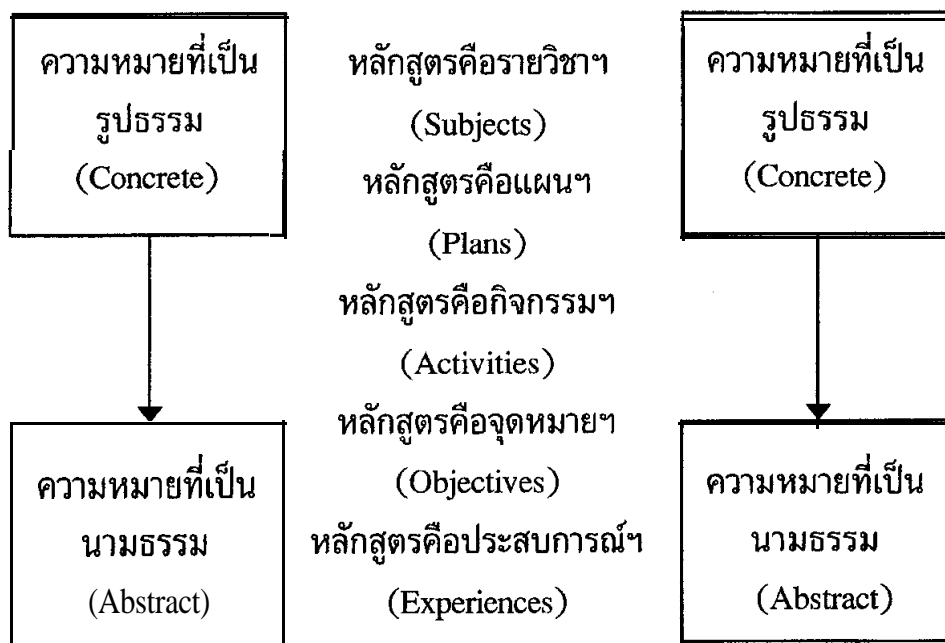 ความหมายที่เป็น
รูปธรรม
(Concrete)
ความหมายที่เป็น
นามธรรม
(Abstract)
หลักสูตรคือรายวิชาฯ
(Subjects)
หลักสูตรคือแผนฯ
(Plans)
หลักสูตรคือกิจกรรมฯ
(Activities)
หลักสูตรคือจุดหมายฯ
(Objectives)
หลักสูตรคือประสบการณ์ฯ
(Experiences)
ความหมายที่เป็น
รูปธรรม
(Concrete)
ความหมายที่เป็น
นามธรรม
(Abstract)